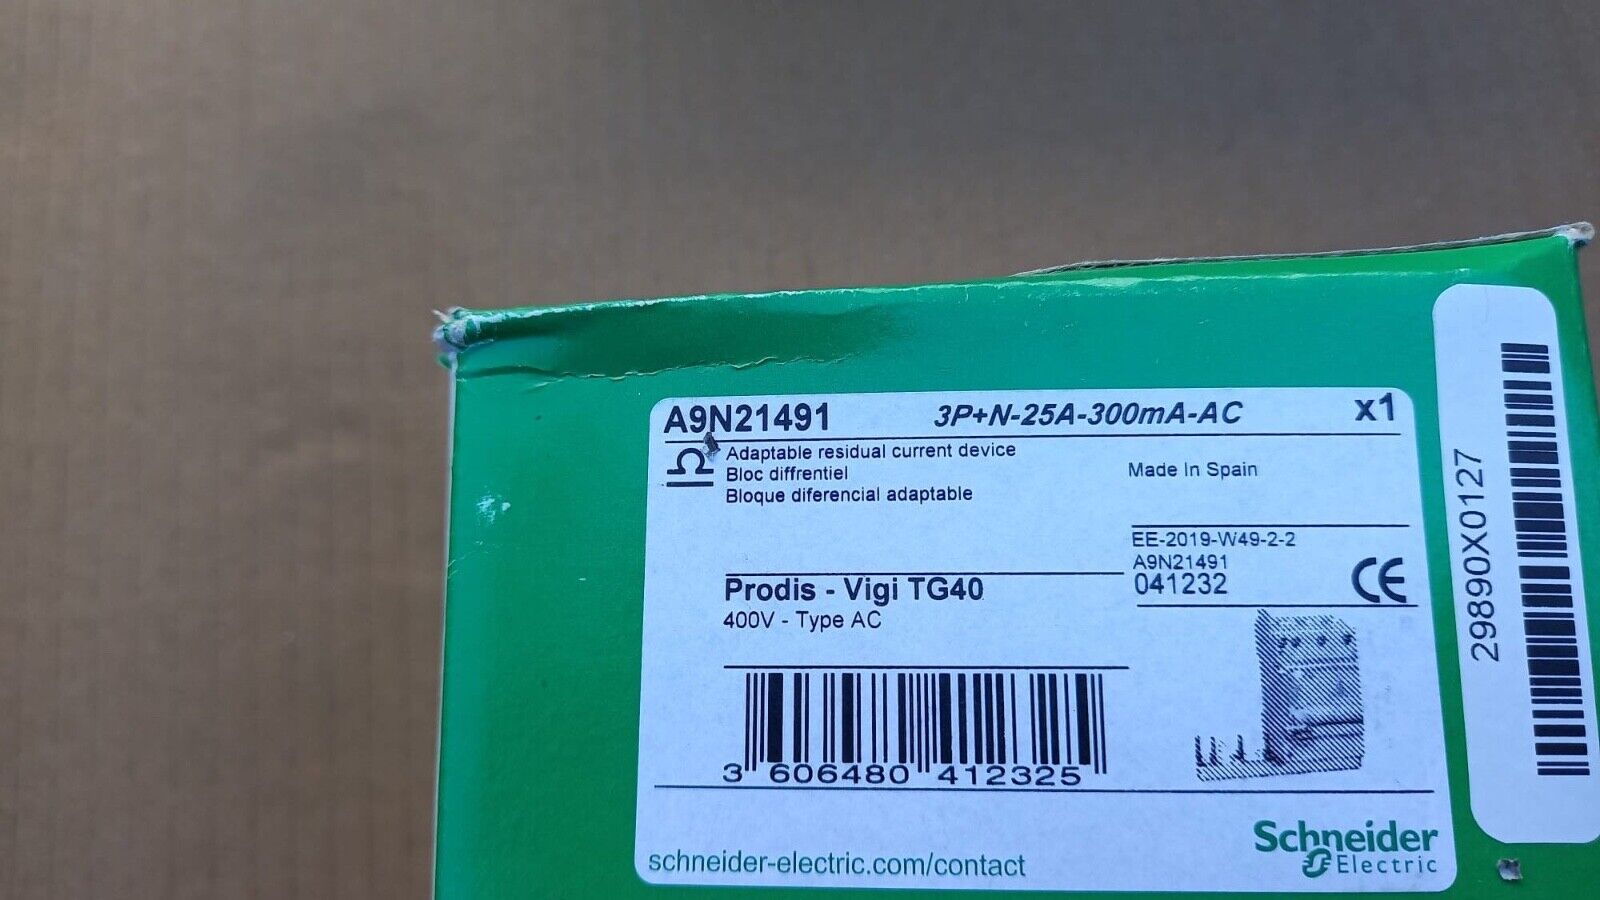 A9N21491 3P+N-25A-300mA-AC x1
Adaptable residual current device
Bloc diffrentiel
Bloque diferencial adaptable
Made In Spain
EE-2019-W49-2-2
A9N21491
041232
CE
Prodis - Vigi TG40
400V - Type AC
3 606480 412325
schneider-electric.com/contact
Schneider
Electric
29890X0127